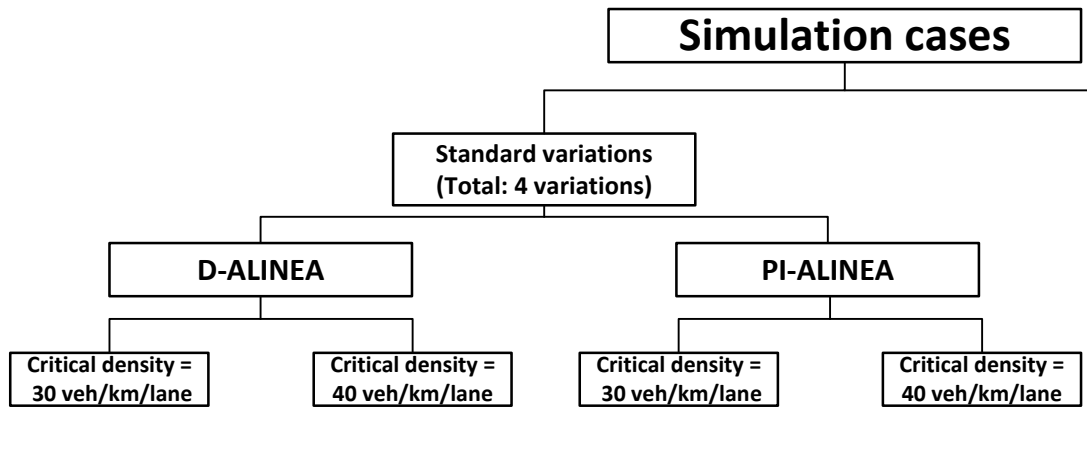 Simulation cases
Standard variations
(Total: 4 variations)
D-ALINEA
PI-ALINEA
Critical density =
30 veh/km/lane
Critical density =
40 veh/km/lane
Critical density =
30 veh/km/lane
Critical density =
40 veh/km/lane